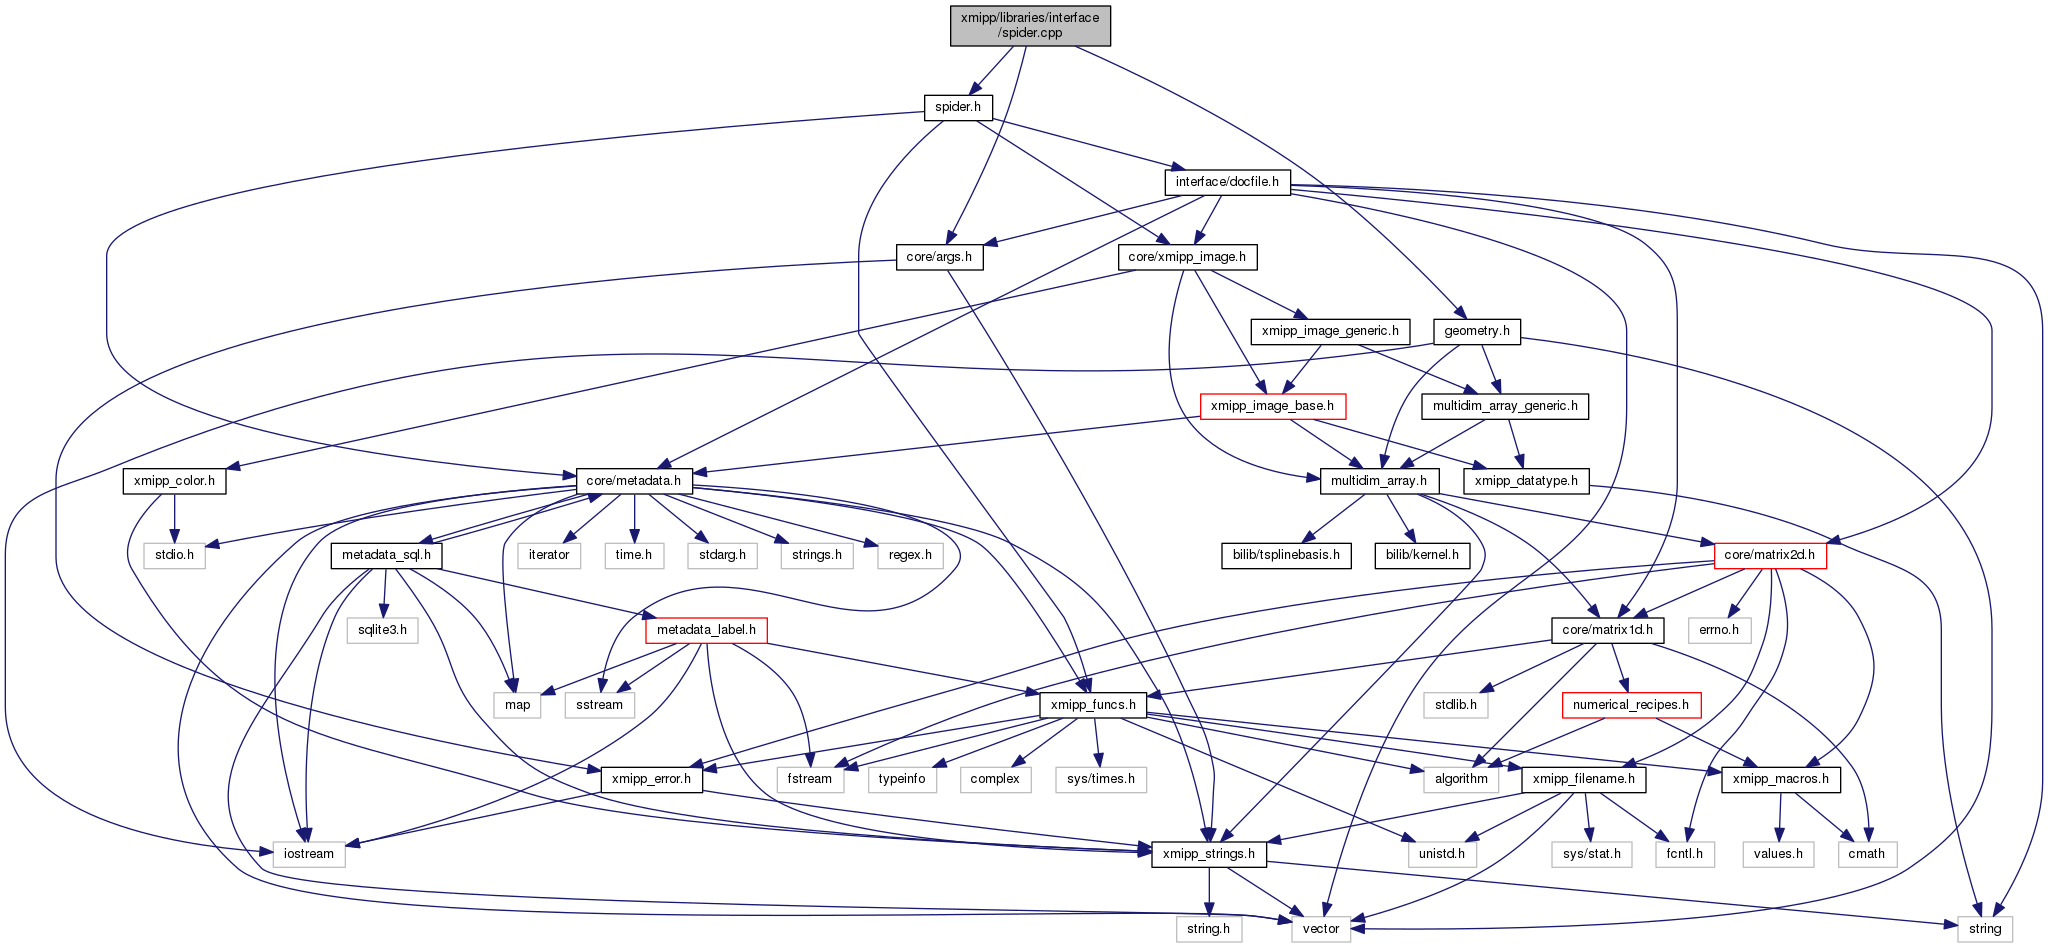 xmipp/libraries/interface
/spider.cpp
spider.h
interface/docfile.h
core/args.h
core/xmipp_image.h
xmipp_image_generic.h
geometry.h
xmipp_image_base.h
multidim_array_generic.h
xmipp_color.h
core/metadata.h
multidim_array.h
xmipp_datatype.h
stdio.h
metadata_sql.h
iterator
time.h
stdarg.h
strings.h
regex.h
bilib/tsplinebasis.h
bilib/kernel.h
core/matrix2d.h
sqlite3.h
metadata_label.h
core/matrix1d.h
errno.h
map
sstream
xmipp_funcs.h
stdlib.h
numerical_recipes.h
xmipp_error.h
fstream
typeinfo
complex
sys/times.h
algorithm
xmipp_filename.h
xmipp_macros.h
iostream
xmipp_strings.h
unistd.h
sys/stat.h
fcntl.h
values.h
cmath
string.h
vector
string